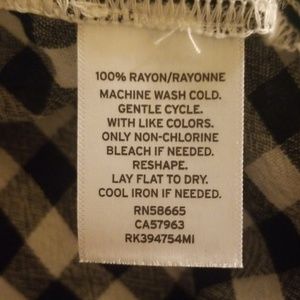 100% RAYON/RAYONNE
MACHINE WASH COLD.
GENTLE CYCLE.
WITH LIKE COLORS.
ONLY NON-CHLORINE
BLEACH IF NEEDED.
RESHAPE.
LAY FLAT TO DRY.
COOL IRON IF NEEDED.
RN58665
CA57963
RK394754MI